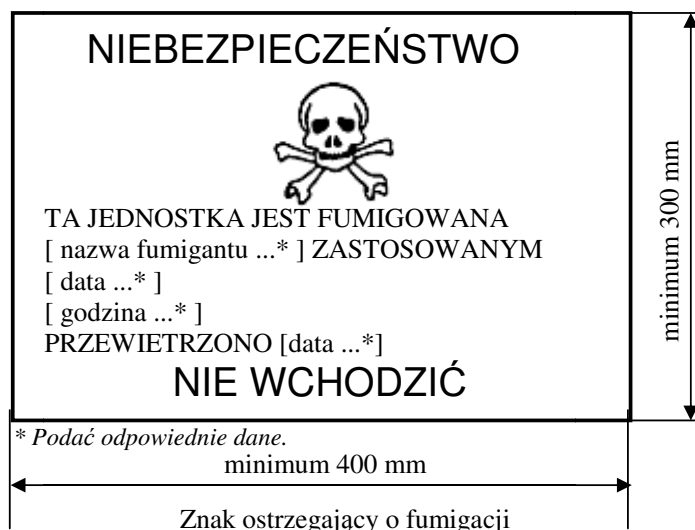 NIEBEZPIECZEŃSTWO
TA JEDNOSTKA JEST FUMIGOWANA
[ nazwa fumigantu ...* ] ZASTOSOWANYM
[ data ...* ]
[ godzina ...* ]
PRZEWIETRZONO [data ...*]
NIE WCHODZIĆ
minimum 300 mm
* Podać odpowiednie dane.
minimum 400 mm
Znak ostrzegający o fumigacji